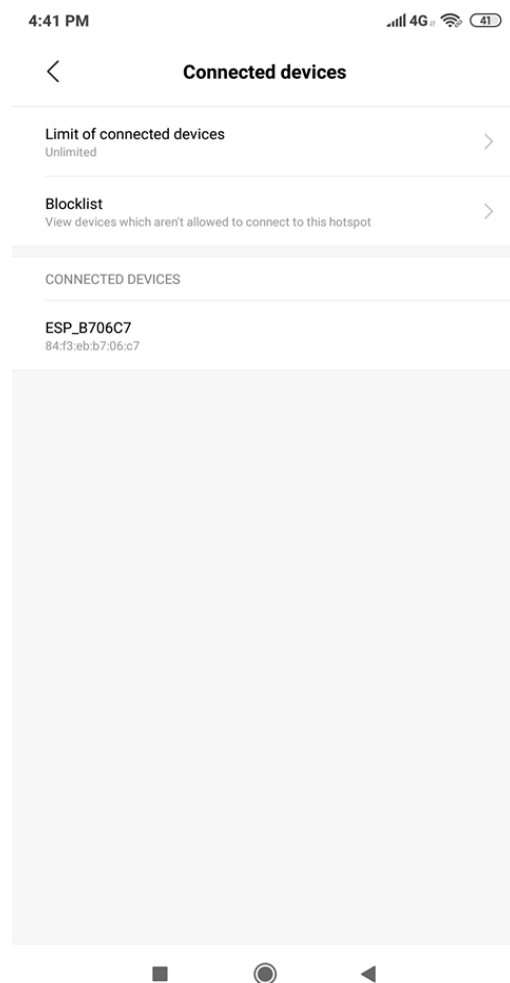 4:41 PM 4G 41
Connected devices
Limit of connected devices
Unlimited
Blocklist
View devices which aren't allowed to connect to this hotspot
CONNECTED DEVICES
ESP_B706C7
84:f3:eb:b7:06:c7